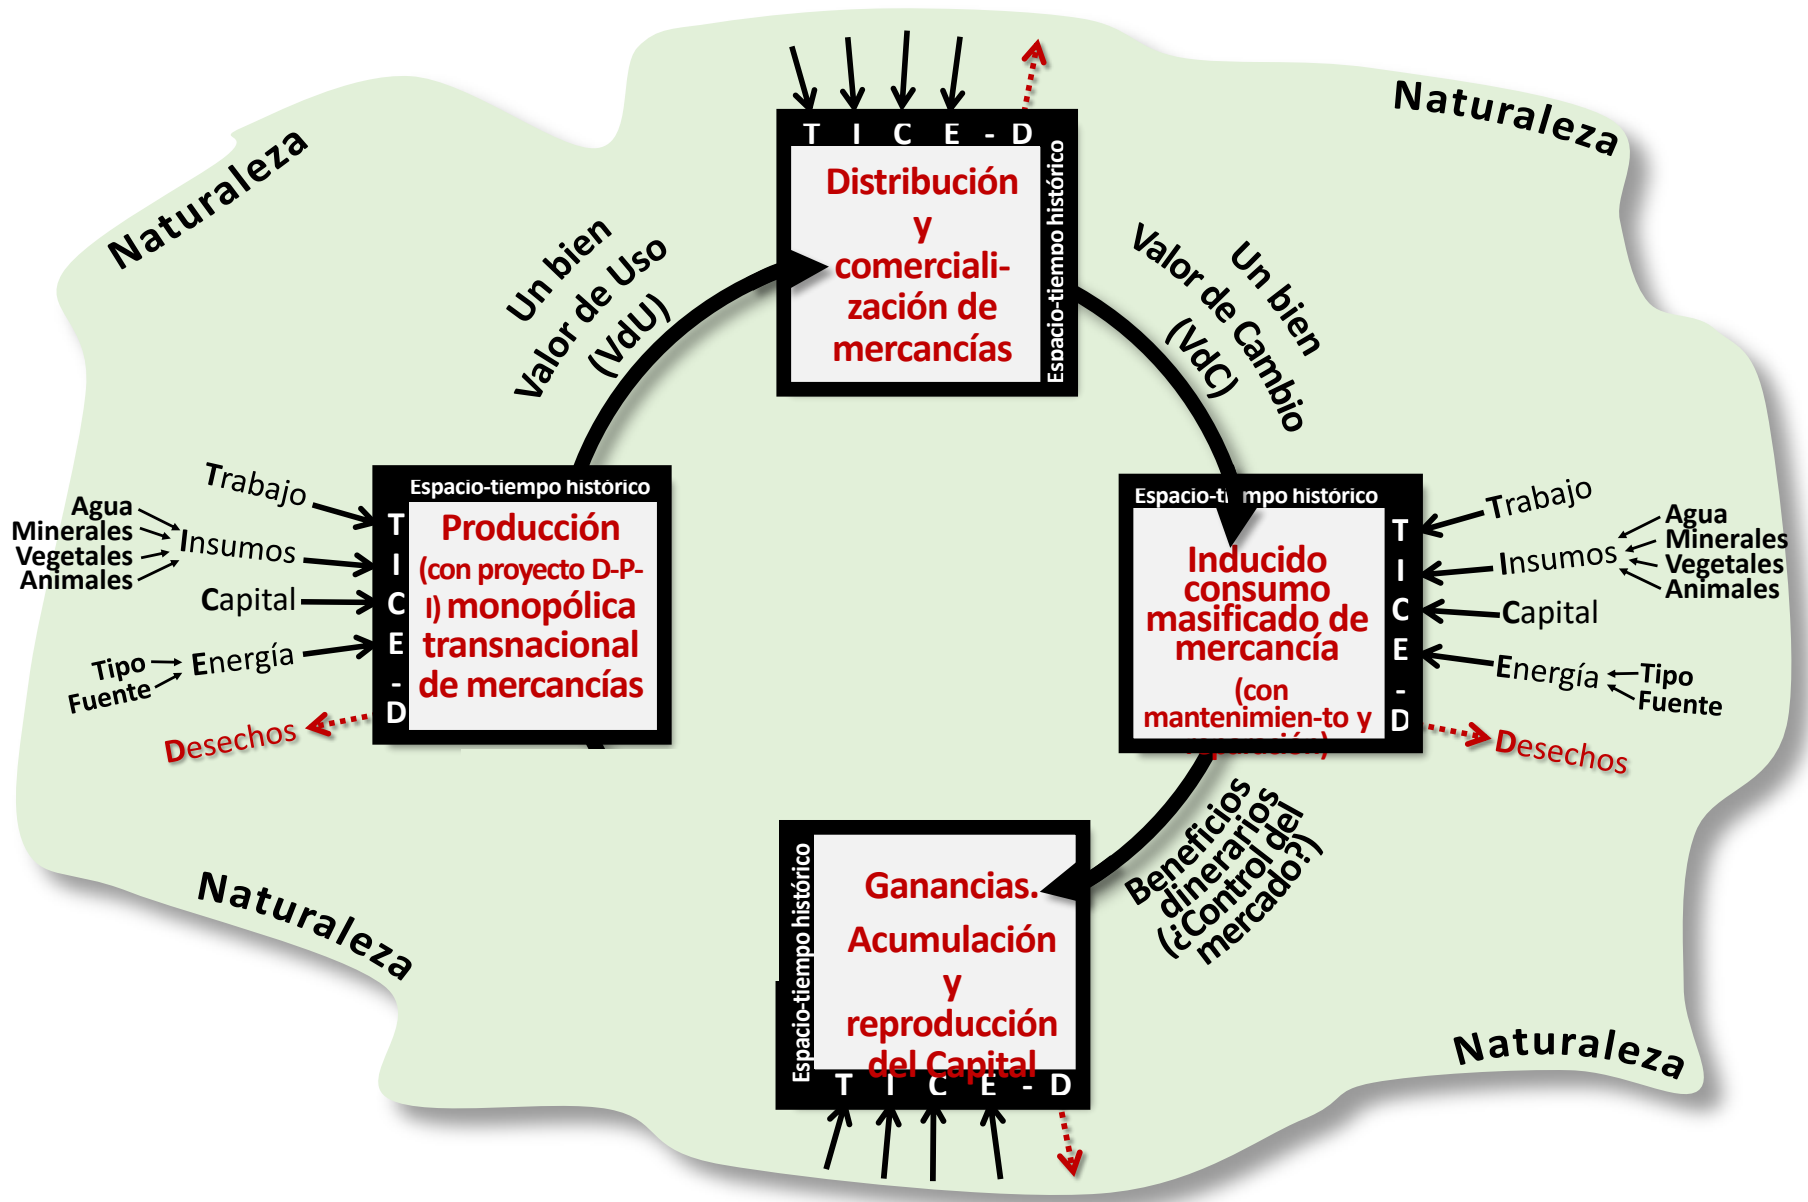 Naturaleza
Naturaleza
T I C E - D
Distribución
y
comerciali-
zación de
mercancías
Espacio-tiempo histórico
Un bien
Valor de Uso
(VdU)
Un bien
Valor de Cambio
(VdC)
Trabajo
Agua
Minerales
Vegetales
Animales
Insumos
Capital
Tipo
Fuente
Energía
Desechos
T I C E - D
Espacio-tiempo histórico
Producción
(con proyecto D-P-
I) monopólica
transnacional
de mercancías
Espacio-tiempo histórico
Inducido
consumo
masificado de
mercancía
(con
mantenimien-to y
reparación)
T I C E - D
Trabajo
Insumos
Agua
Minerales
Vegetales
Animales
Capital
Energía
Tipo
Fuente
Desechos
Beneficios
dinerarios
(¿Control del
mercado?)
Espacio-tiempo histórico
Ganancias.
Acumulación
y
reproducción
del Capital
T I C E - D
Naturaleza
Naturaleza